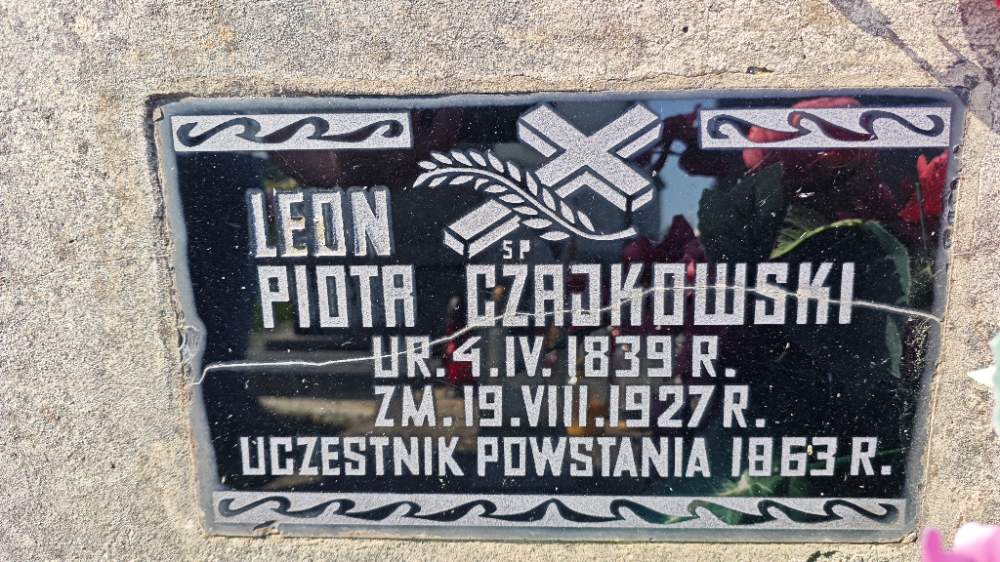 ŚP
LEON
PIOTR CZAJKOWSKI
UR. 4. IV. 1839 R.
ZM. 19. VIII. 1927 R.
UCZESTNIK POWSTANIA 1863 R.